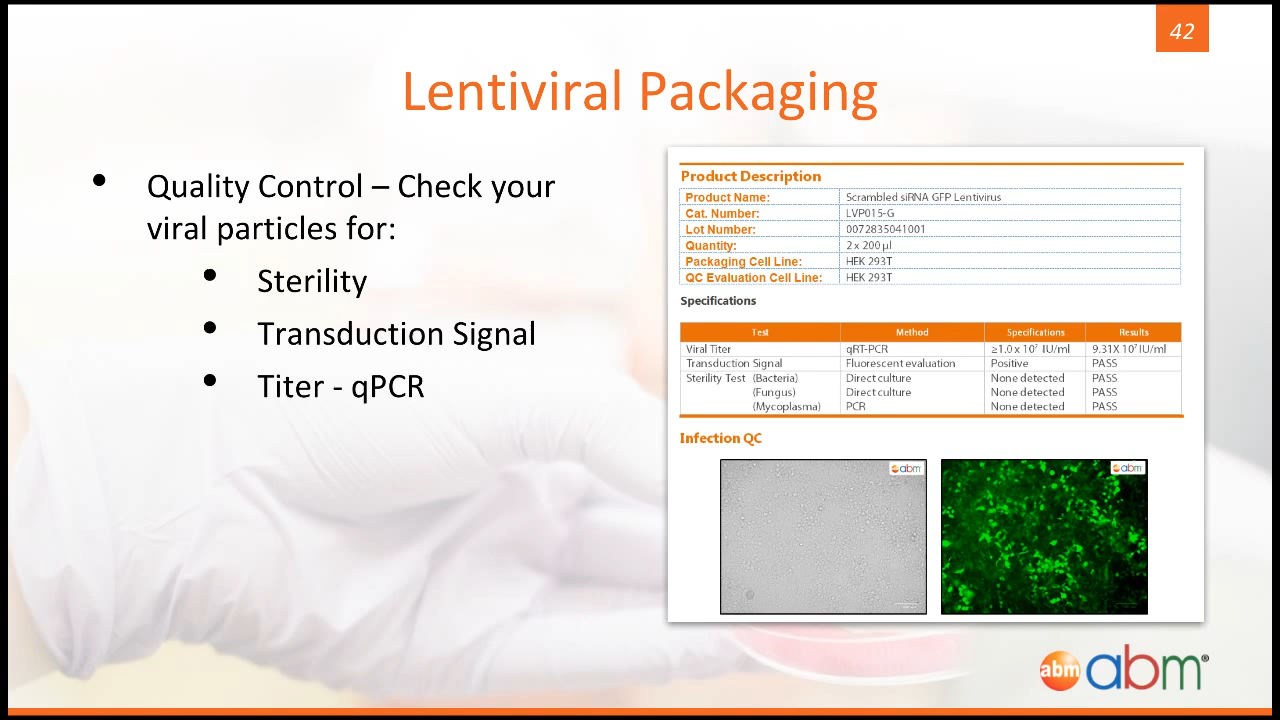 42
Lentiviral Packaging
• Quality Control – Check your
viral particles for:
• Sterility
• Transduction Signal
• Titer - qPCR
Product Description
Product Name: Scrambled siRNA GFP Lentivirus
Cat. Number: LVP015-G
Lot Number: 0072835041001
Quantity: 2 x 200 µl
Packaging Cell Line: HEK 293T
QC Evaluation Cell Line: HEK 293T
Specifications
Test Method Specifications Results
Viral Titer qRT-PCR ≥1.0 x 10⁷ IU/ml 9.31X 10⁷ IU/ml
Transduction Signal Fluorescent evaluation Positive PASS
Sterility Test (Bacteria) Direct culture None detected PASS
(Fungus) Direct culture None detected PASS
(Mycoplasma) PCR None detected PASS
Infection QC
abm
abm
abm abm®